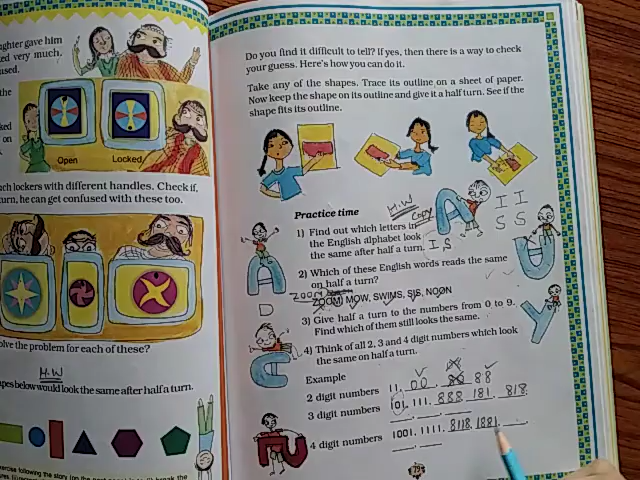 ghter gave him
ked very much.
used.
the
ked
on
Open Locked
ch lockers with different handles. Check if,
urn, he can get confused with these too.
olve the problem for each of these?
H.W
apes below would look the same after half a turn.
Do you find it difficult to tell? If yes, then there is a way to check
your guess. Here's how you can do it.
Take any of the shapes. Trace its outline on a sheet of paper.
Now keep the shape on its outline and give it a half turn. See if the
shape fits its outline.
Practice time
H.W
Copy
1) Find out which letters in
the English alphabet look
the same after half a turn. I, S
I I
S S
2) Which of these English words reads the same
on half a turn?
ZOOM, MOW, SWIMS, SIS, NOON
D
3) Give half a turn to the numbers from 0 to 9.
Find which of them still looks the same.
4) Think of all 2, 3 and 4 digit numbers which look
the same on half turn.
Example
2 digit numbers 11, 00 88
3 digit numbers 101, 111, 888 181, 818
4 digit numbers 1001, 1111, 8118, 1881,
79